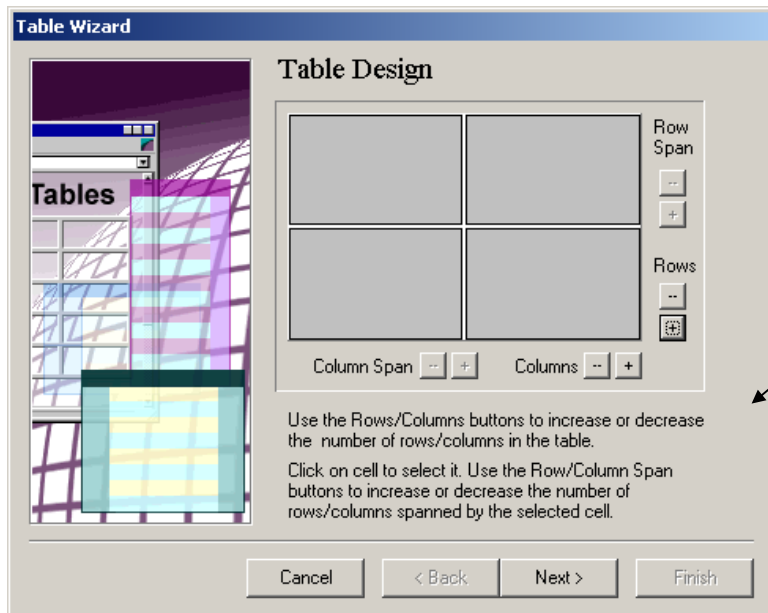 Table Wizard
Table Design
Tables
Row
Span
--
+
Rows
--
+
Column Span -- + Columns -- +
Use the Rows/Columns buttons to increase or decrease
the number of rows/columns in the table.
Click on cell to select it. Use the Row/Column Span
buttons to increase or decrease the number of
rows/columns spanned by the selected cell.
Cancel < Back Next > Finish